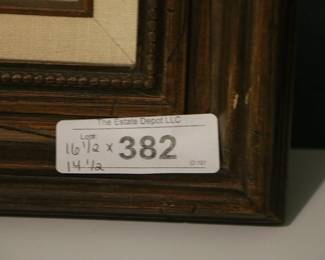 The Estate Depot LLC
Lot#
16 1/2 x 382
14 1/2